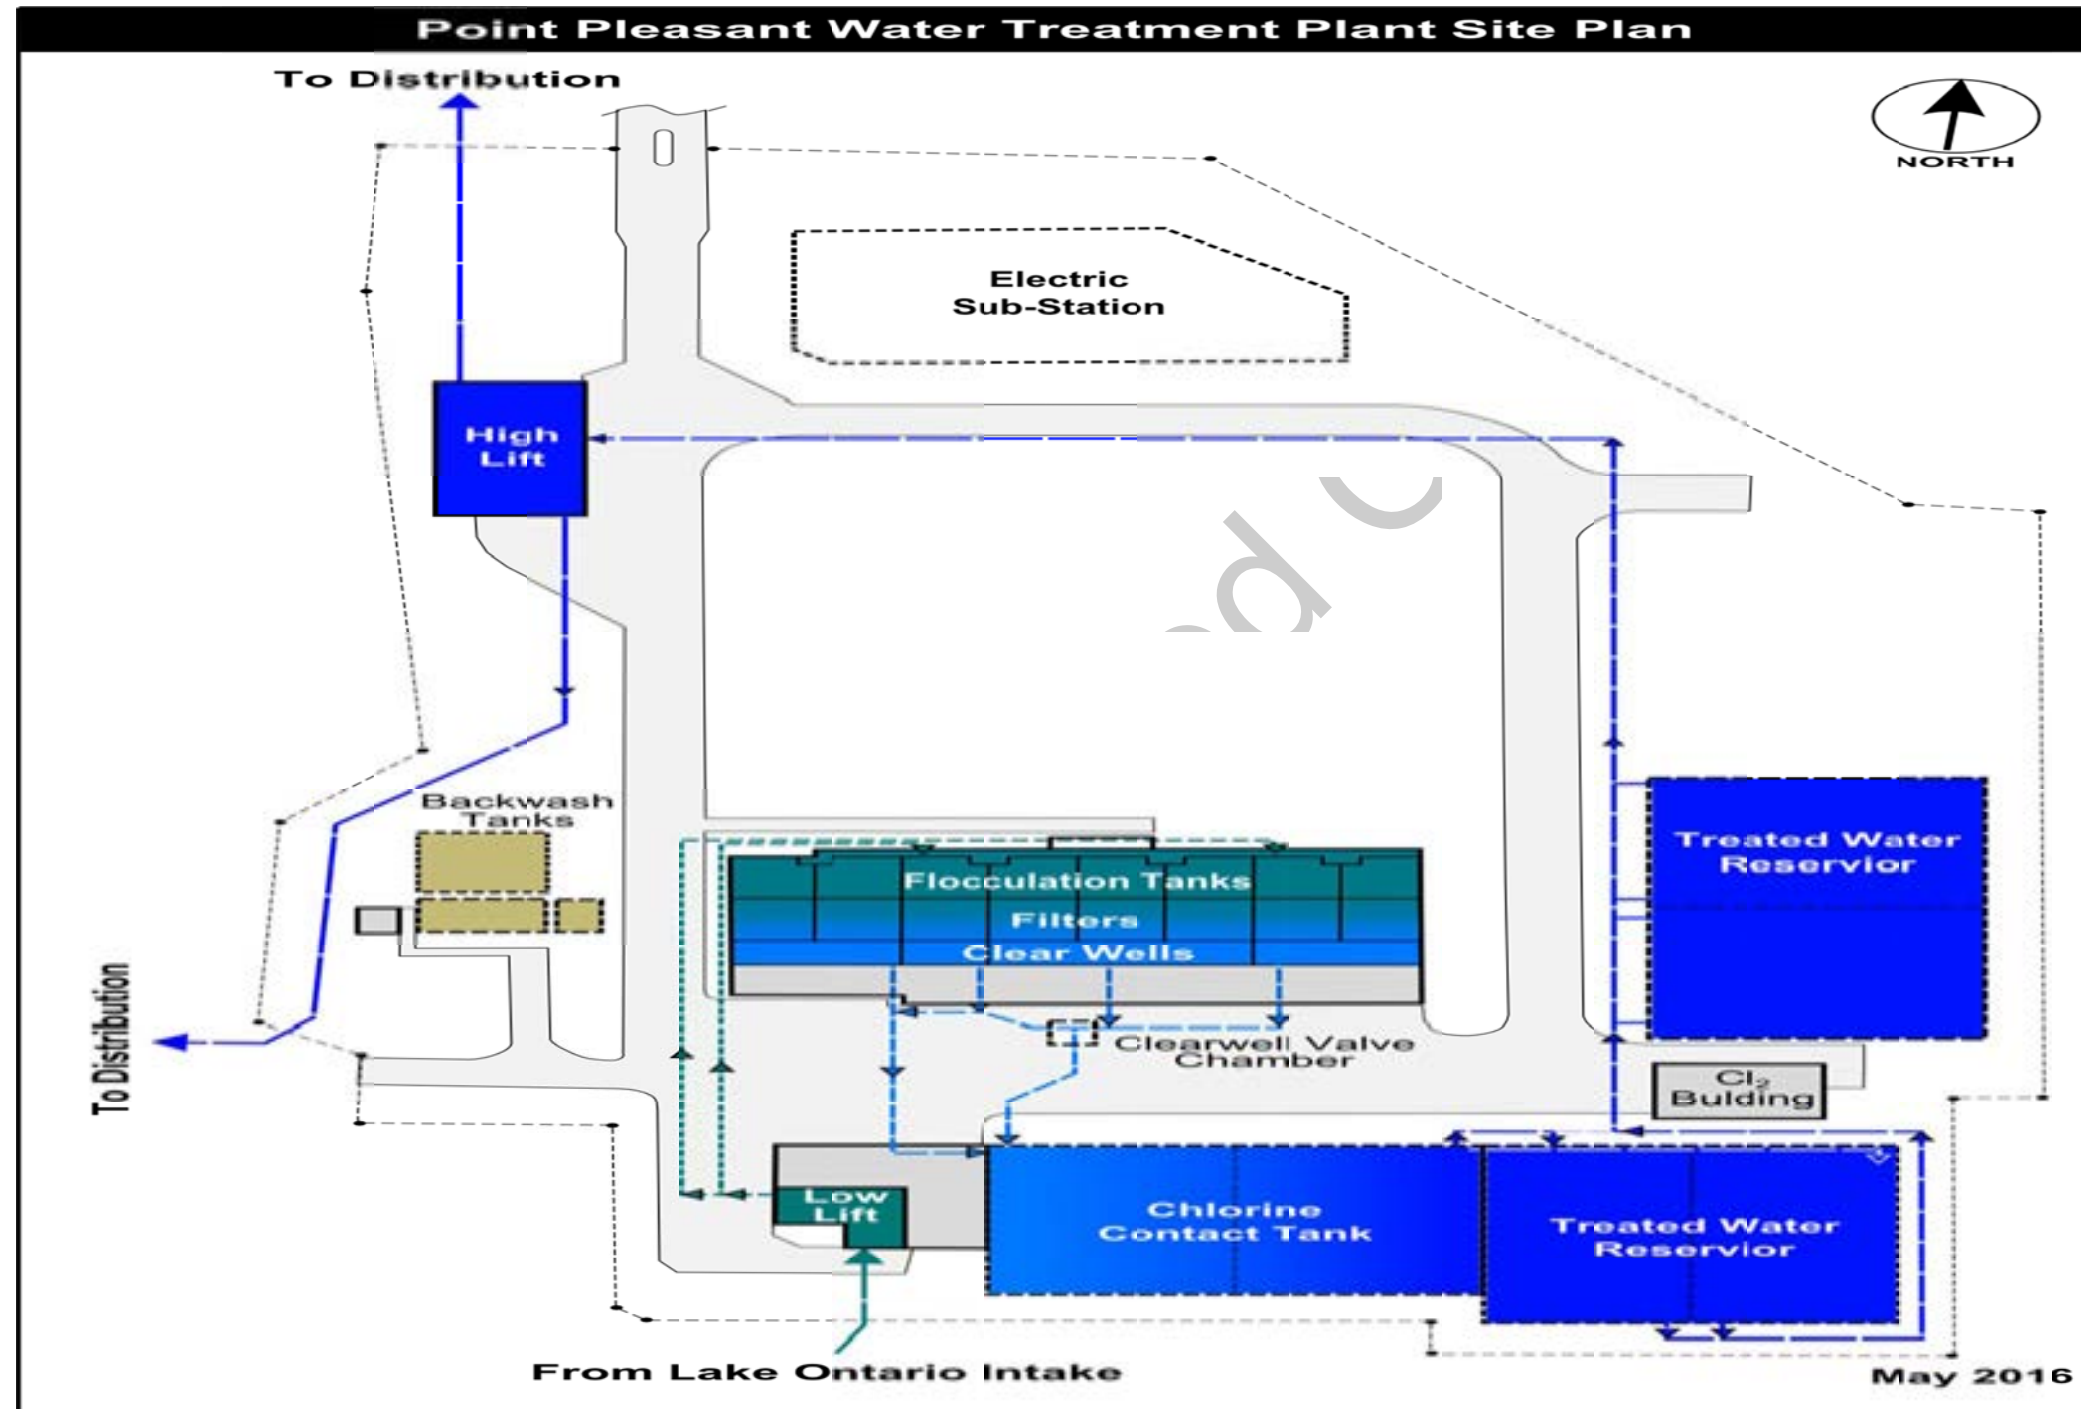 Point Pleasant Water Treatment Plant Site Plan
To Distribution
NORTH
Electric
Sub-Station
High
Lift
Backwash
Tanks
Treated Water
Reservior
Flocculation Tanks
Filters
Clear Wells
Clearwell Valve
Chamber
Cl₂
Bulding
To Distribution
Low
Lift
Chlorine
Contact Tank
Treated Water
Reservior
From Lake Ontario Intake
May 2016